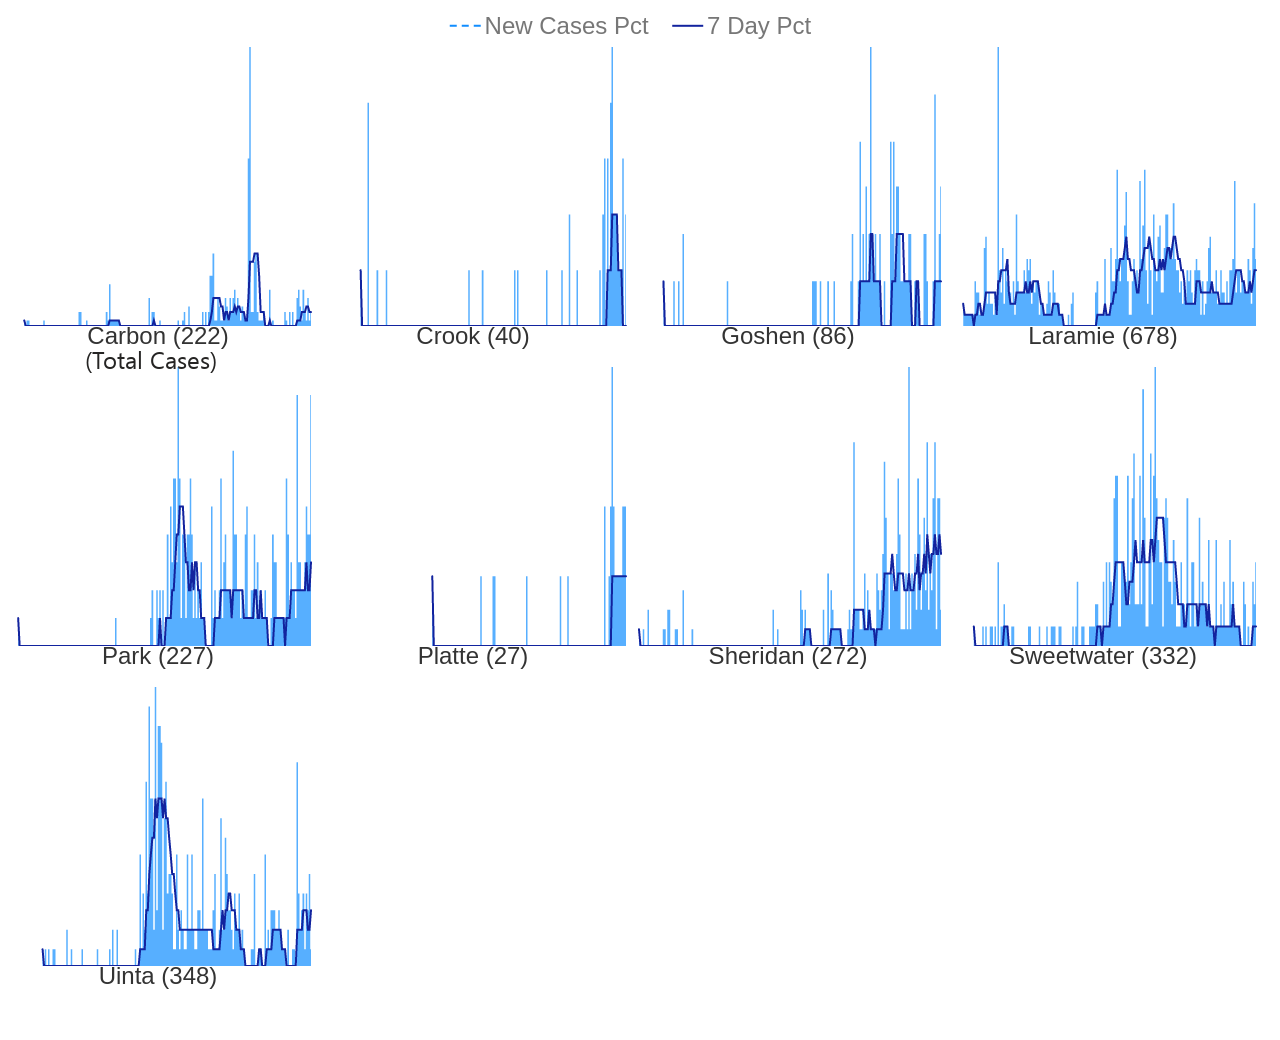 New Cases Pct 7 Day Pct
Carbon (222) Crook (40) Goshen (86) Laramie (678)
(Total Cases)
Park (227) Platte (27) Sheridan (272) Sweetwater (332)
Uinta (348)